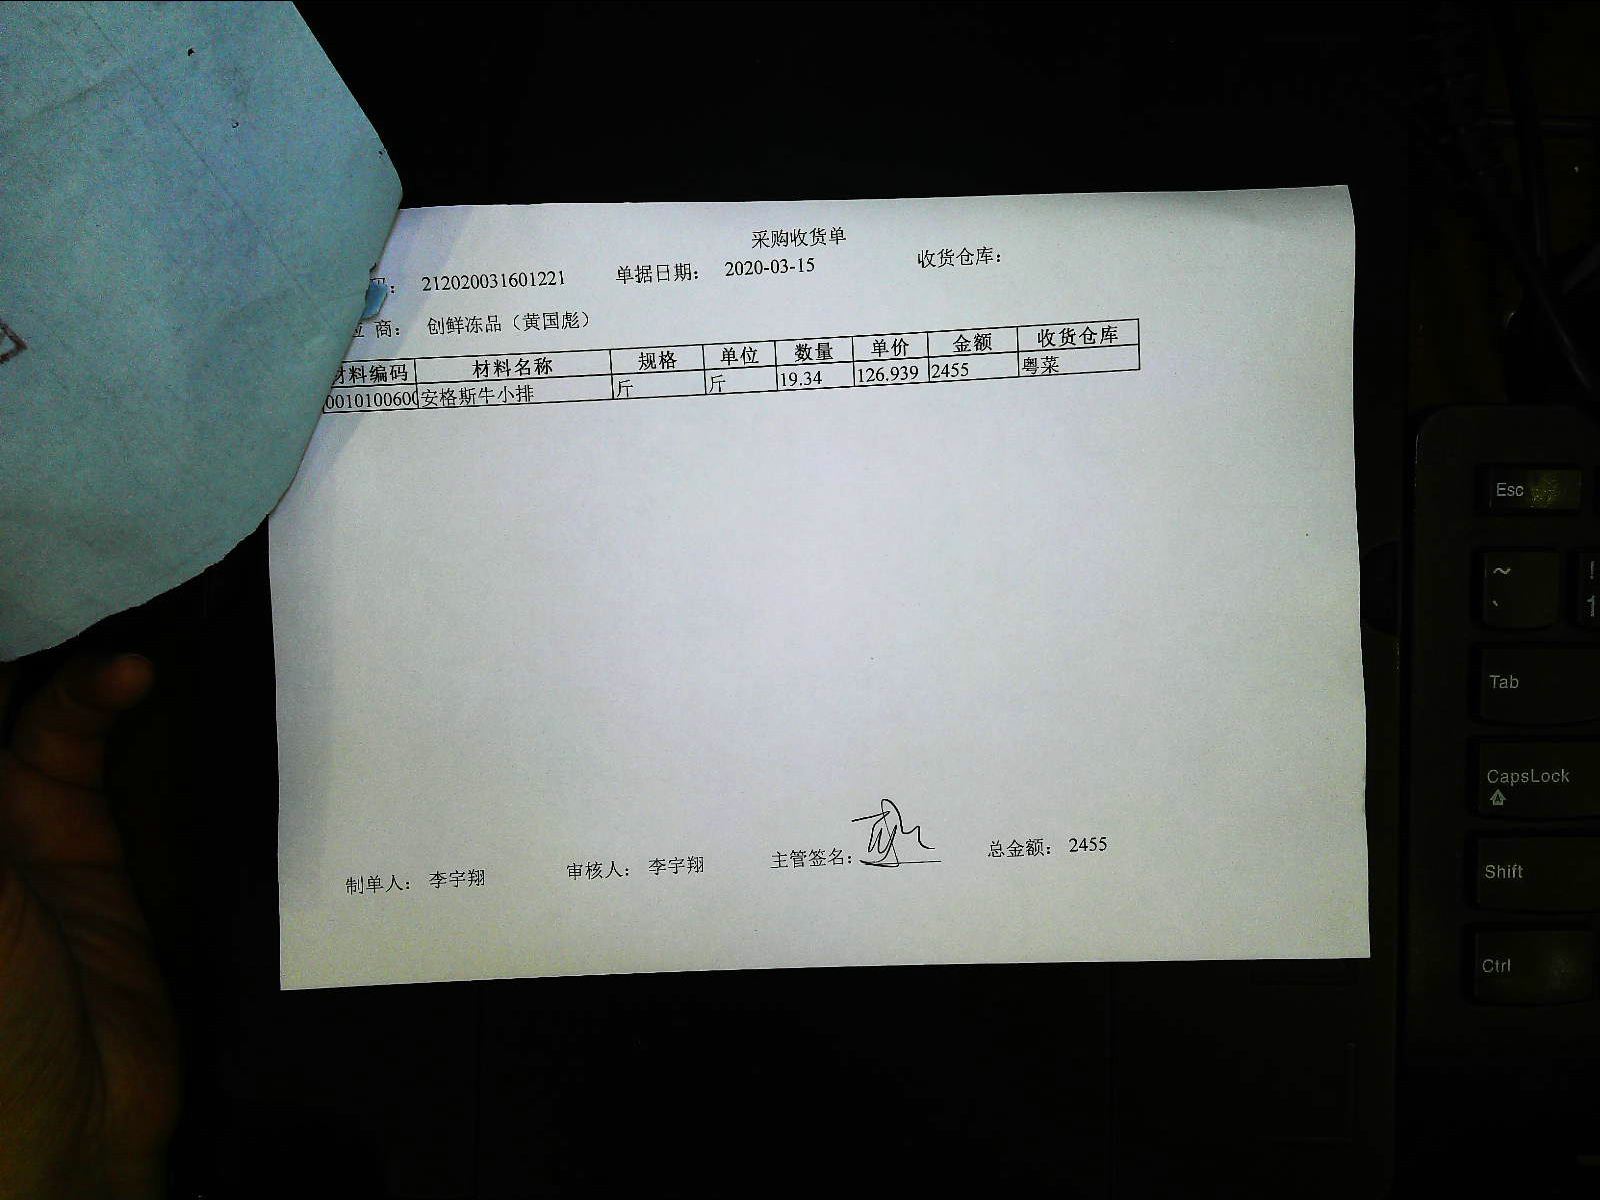 采购收货单
码： 212020031601221 单据日期： 2020-03-15 收货仓库：
应 商： 创鲜冻品（黄国彪）
材料编码 材料名称 规格 单位 数量 单价 金额 收货仓库
0010100600 安格斯牛小排 斤 斤 19.34 126.939 2455 粤菜
制单人： 李宇翔 审核人： 李宇翔 主管签名： 总金额： 2455
Esc
~
、
!
1
Tab
CapsLock
Shift
Ctrl